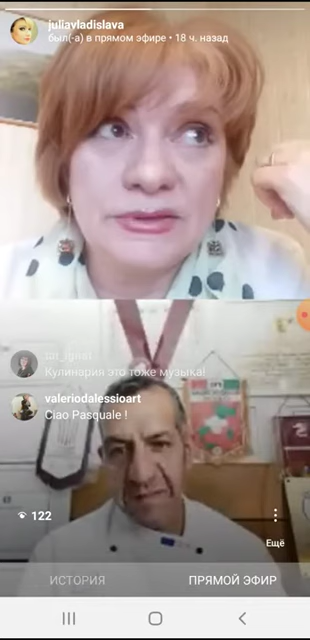 juliavladislava
был(-а) в прямом эфире • 18 ч. назад
Кулинария это тоже музыка!
valeriodalessioart
Ciao Pasquale !
122
Ещё
ИСТОРИЯ
ПРЯМОЙ ЭФИР